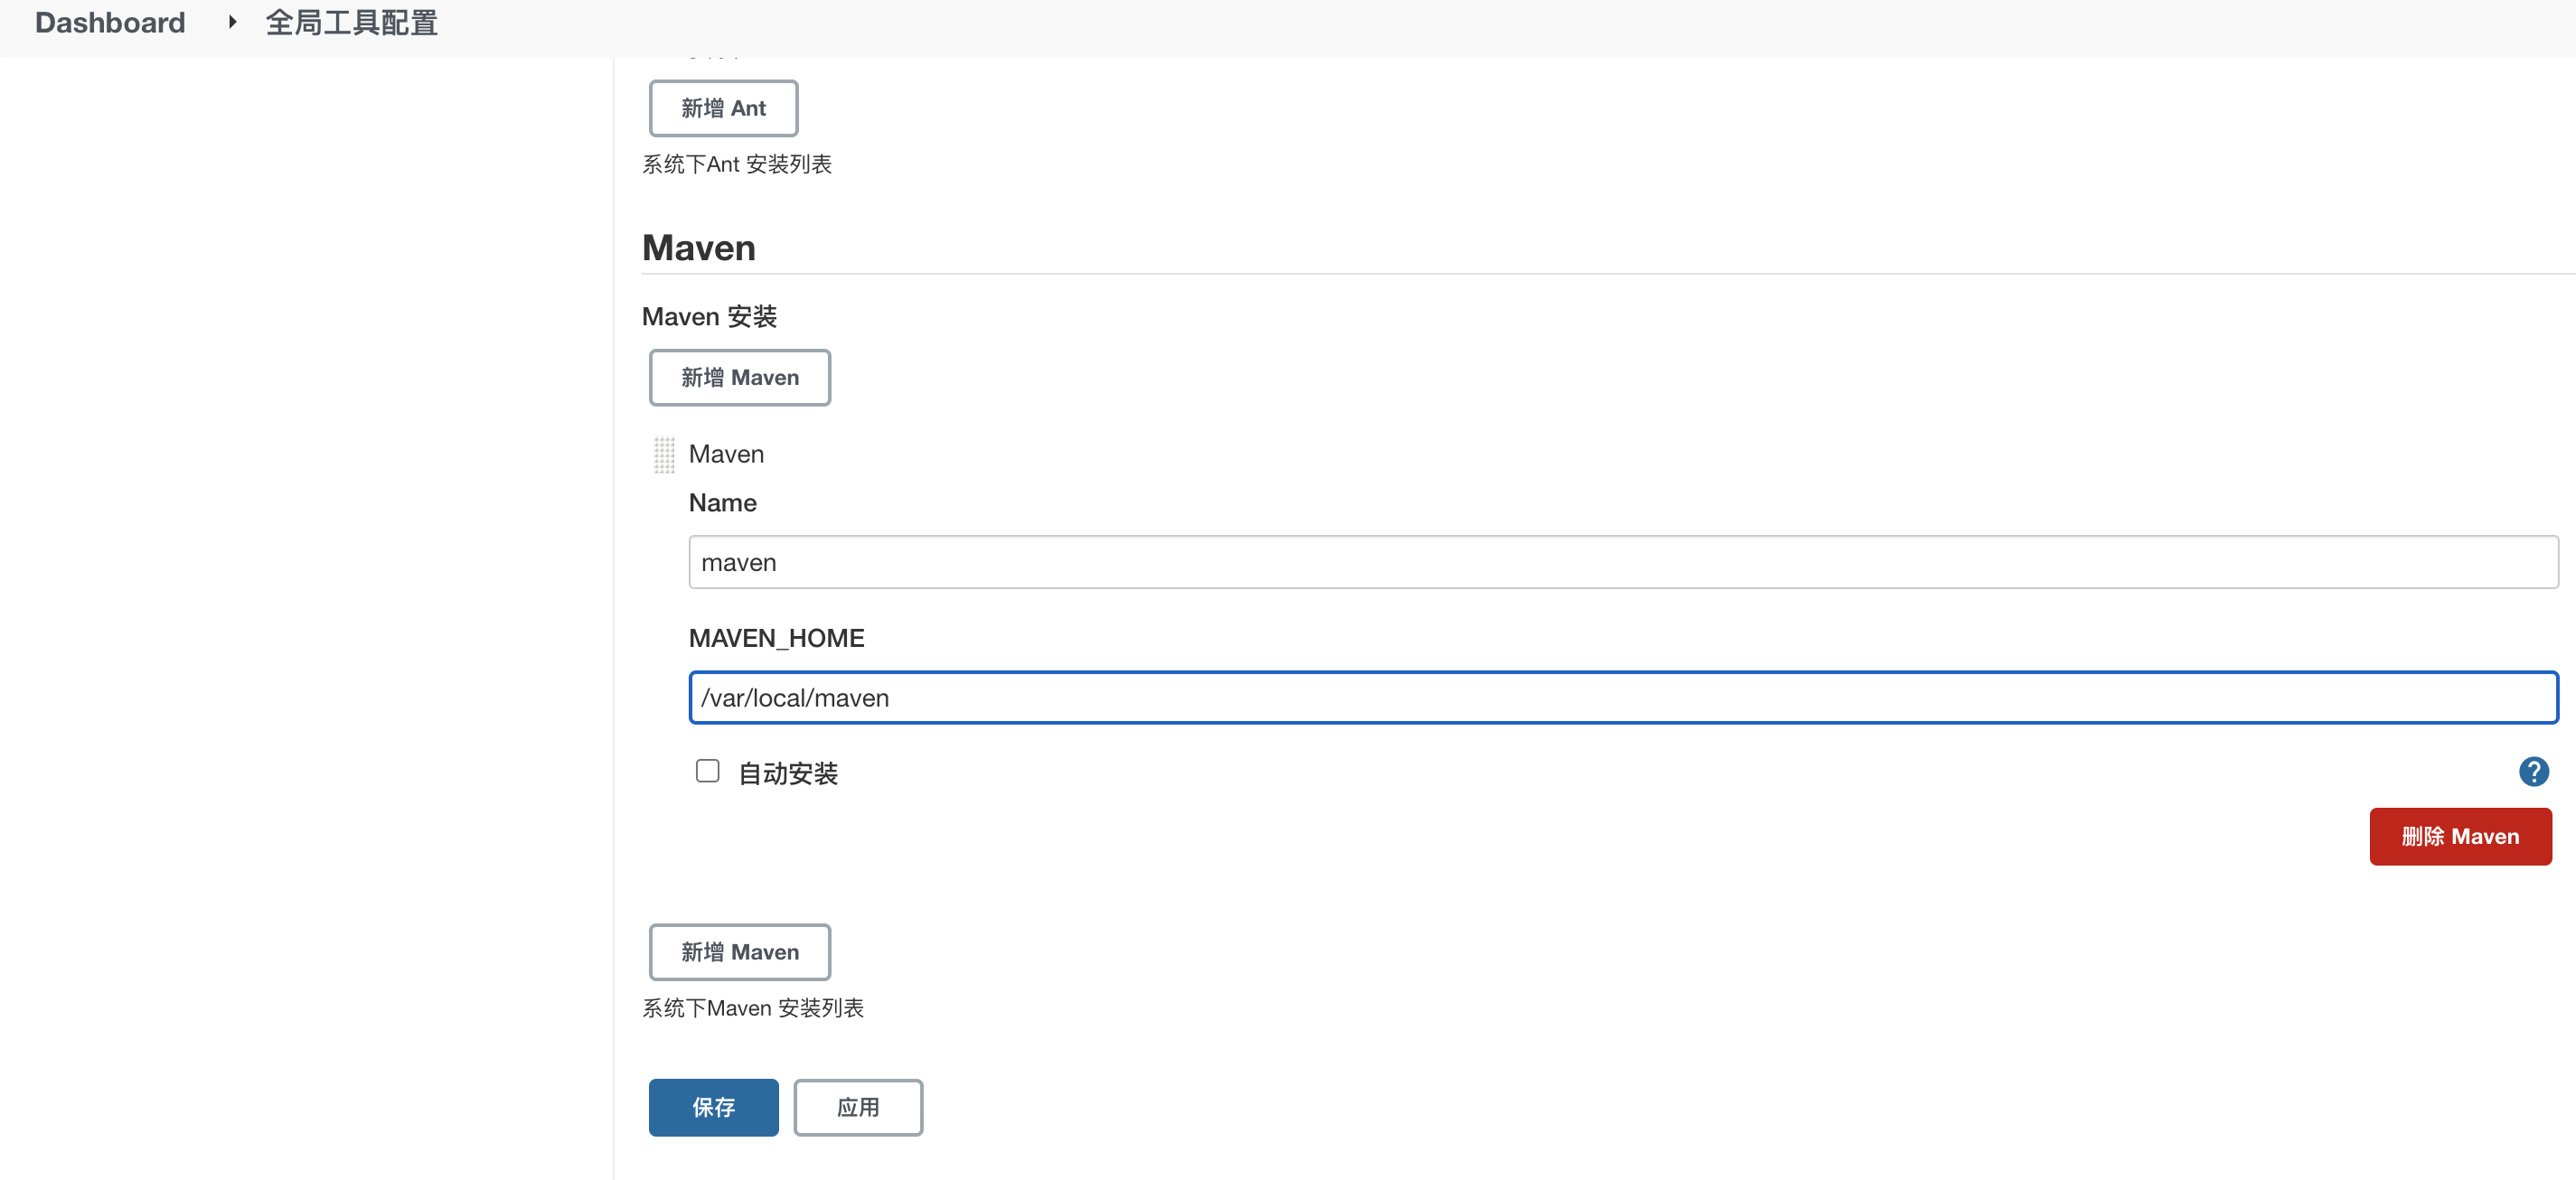 Dashboard
全局工具配置
新增 Ant
系统下Ant 安装列表
Maven
Maven 安装
新增 Maven
Maven
Name
maven
MAVEN_HOME
/var/local/maven
自动安装
?
删除 Maven
新增 Maven
系统下Maven 安装列表
保存
应用